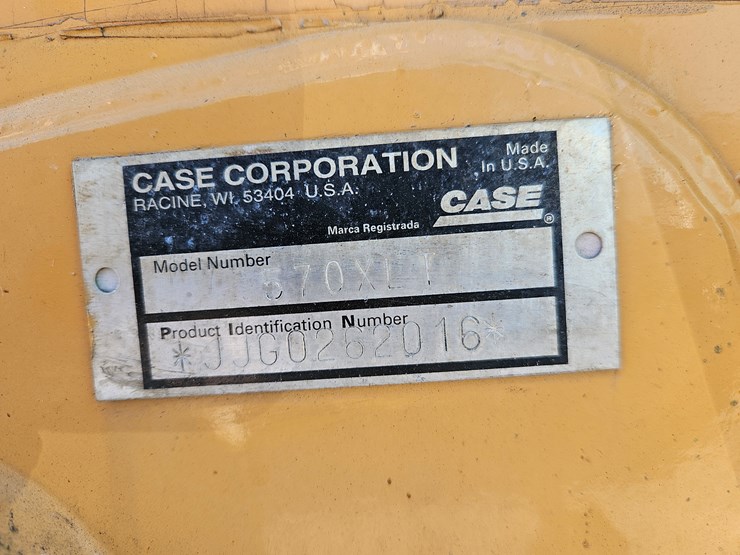 CASE CORPORATION
RACINE, WI. 53404 U.S.A.
Made
In U.S.A.
CASE
®
Marca Registrada
Model Number
570XLT
Product Identification Number
*JJG0262016*